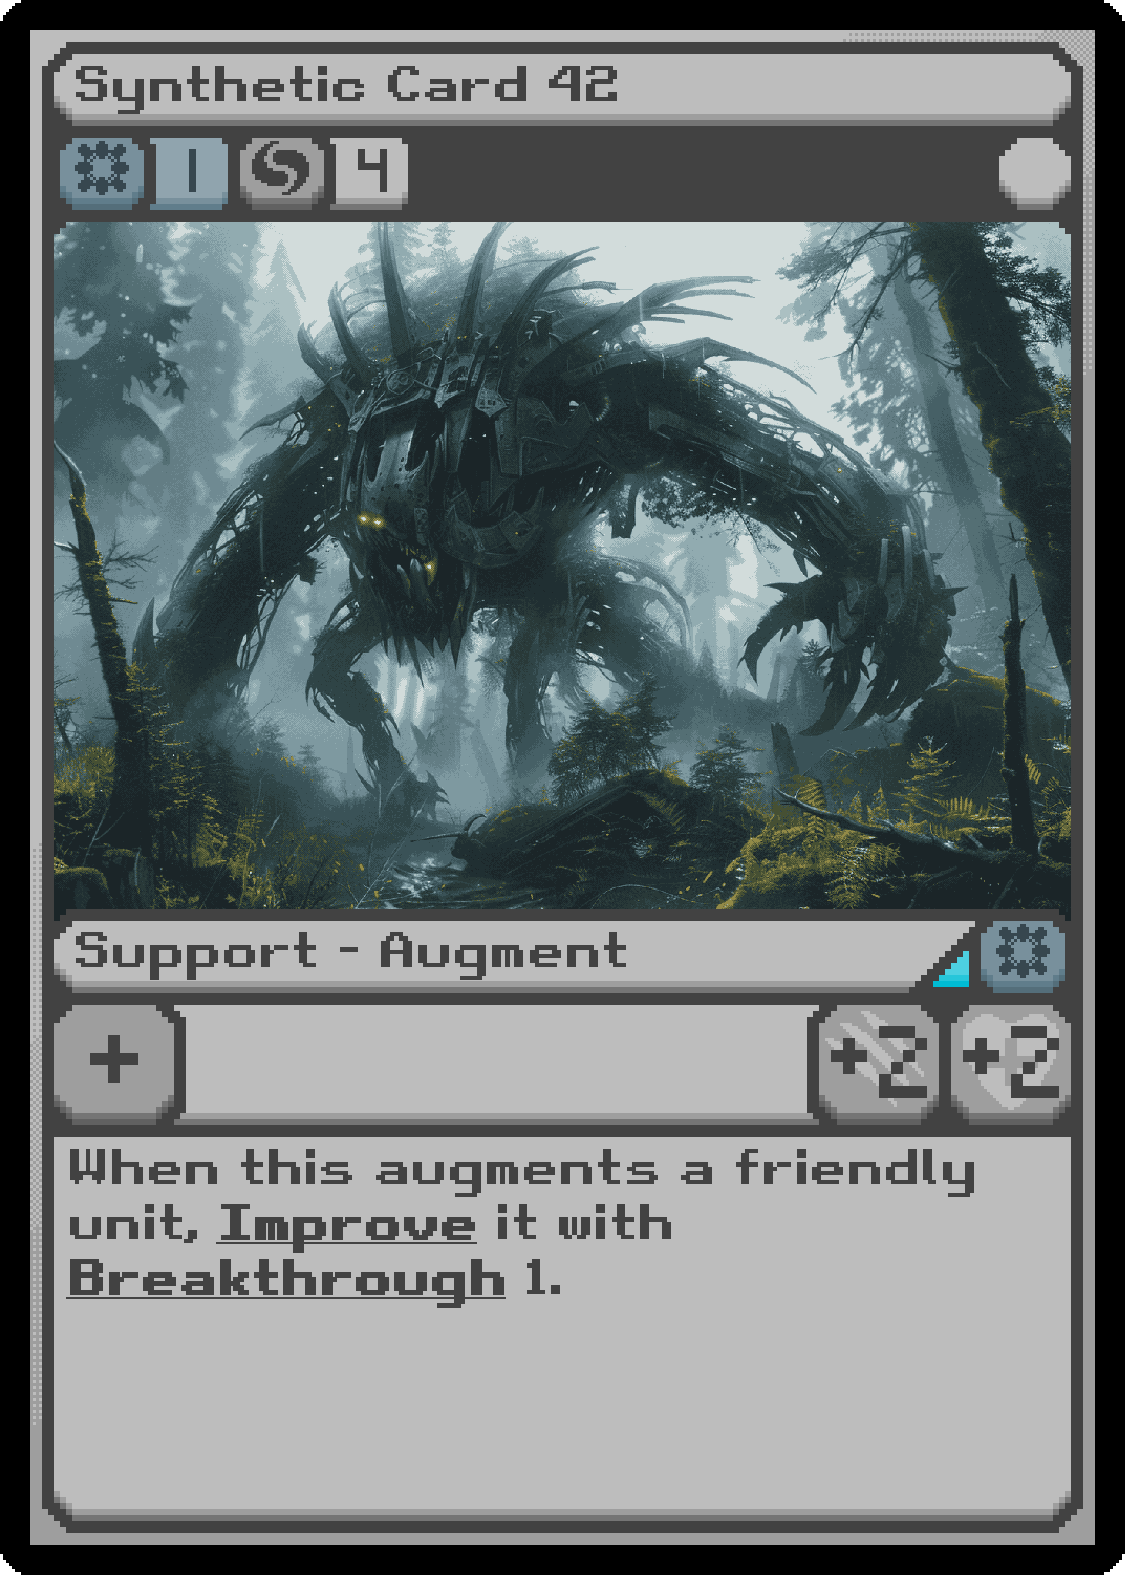 Synthetic Card 42
1 4
Support - Augment
+ +2 +2
When this augments a friendly
unit, Improve it with
Breakthrough 1.